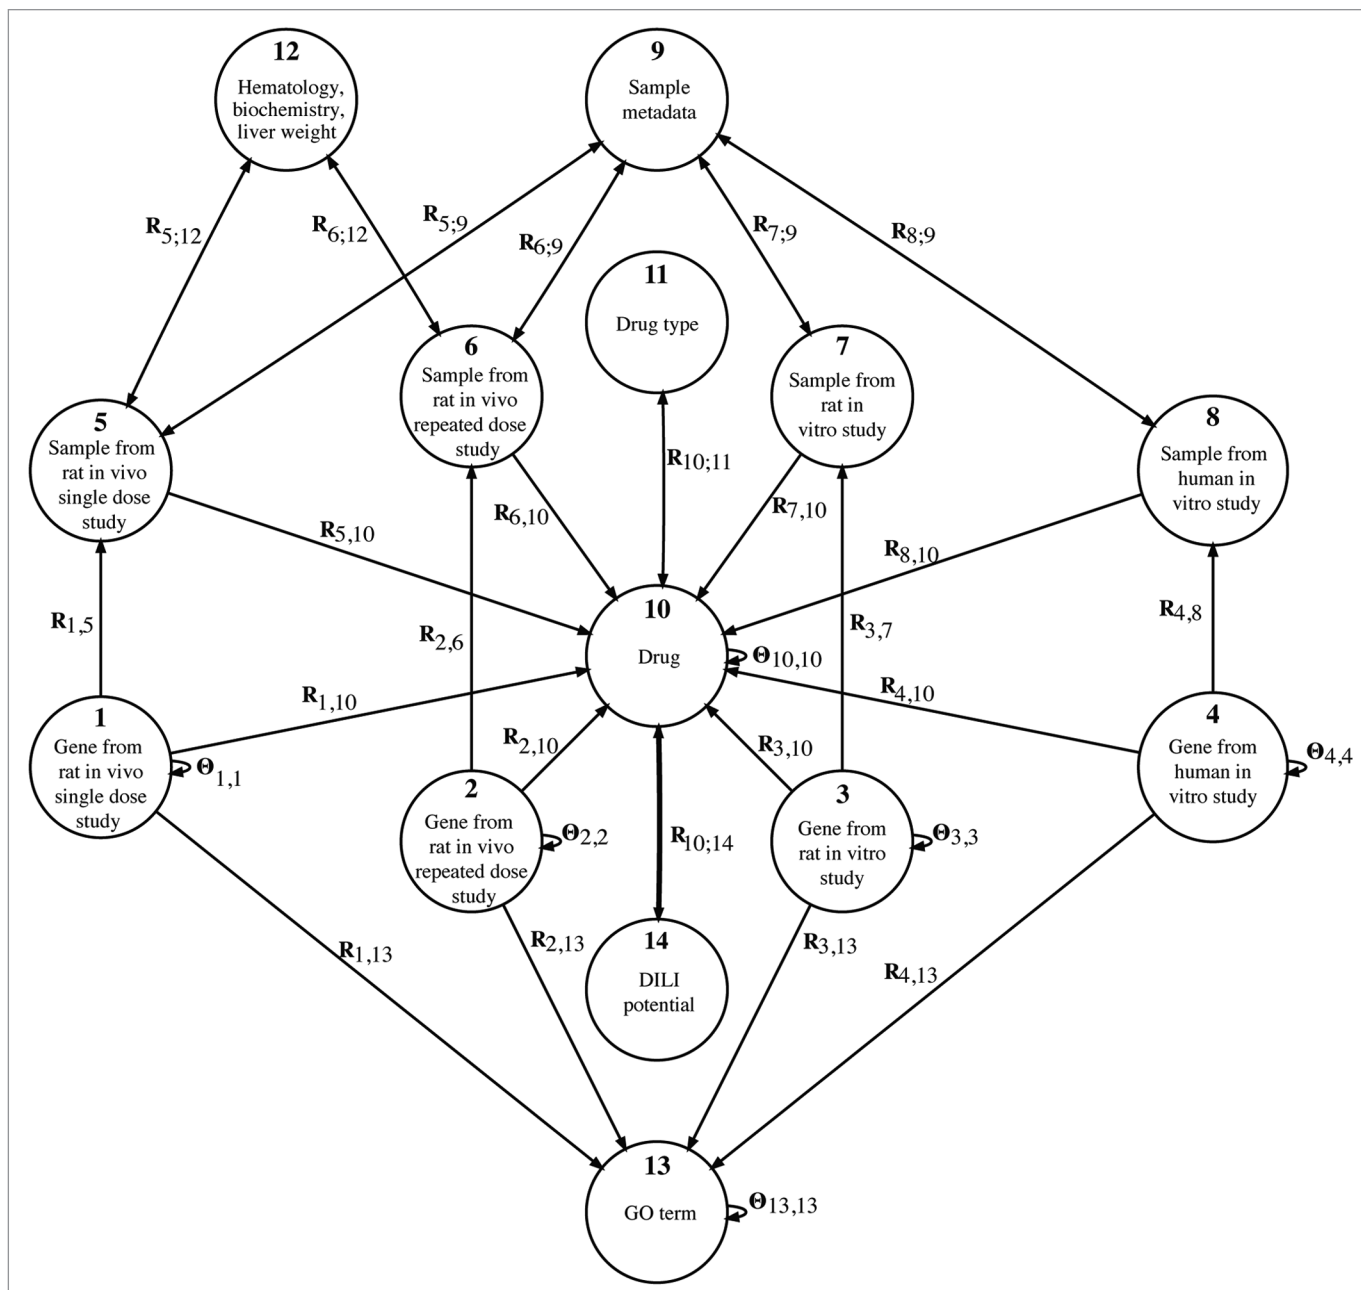 12
Hematology,
biochemistry,
liver weight
9
Sample
metadata
R5;12
R6;12
R5;9
R6;9
R7;9
R8;9
11
Drug type
6
Sample from
rat in vivo
repeated dose
study
7
Sample from
rat in
vitro study
5
Sample from
rat in vivo
single dose
study
8
Sample from
human in
vitro study
R10;11
R5,10
R6,10
R7,10
R8,10
R1,5
R2,6
R3,7
R4,8
10
Drug
Θ10,10
R1,10
R2,10
R3,10
R4,10
1
Gene from
rat in vivo
single dose
study
Θ1,1
2
Gene from
rat in vivo
repeated dose
study
Θ2,2
R10;14
3
Gene from
rat in vitro
study
Θ3,3
4
Gene from
human in
vitro study
Θ4,4
R1,13
R2,13
14
DILI
potential
R3,13
R4,13
13
GO term
Θ13,13